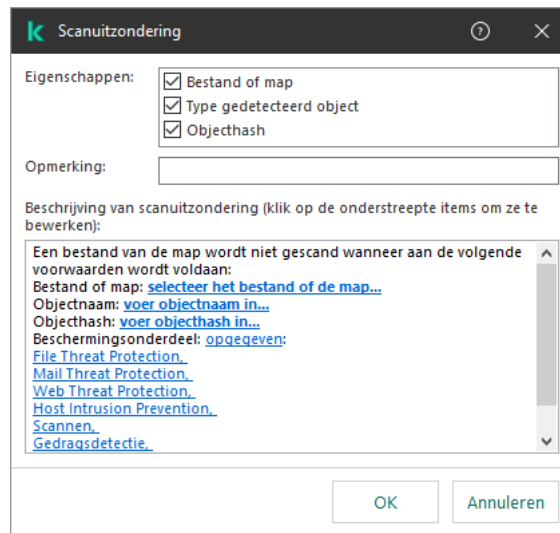 Scanuitzondering
Eigenschappen:
Bestand of map
Type gedetecteerd object
Objecthash
Opmerking:
Beschrijving van scanuitzondering (klik op de onderstreepte items om ze te
bewerken):
Een bestand van de map wordt niet gescand wanneer aan de volgende
voorwaarden wordt voldaan:
Bestand of map: selecteer het bestand of de map...
Objectnaam: voer objectnaam in...
Objecthash: voer objecthash in...
Beschermingsonderdeel: opgegeven:
File Threat Protection,
Mail Threat Protection,
Web Threat Protection,
Host Intrusion Prevention,
Scannen,
Gedragsdetectie,
OK
Annuleren